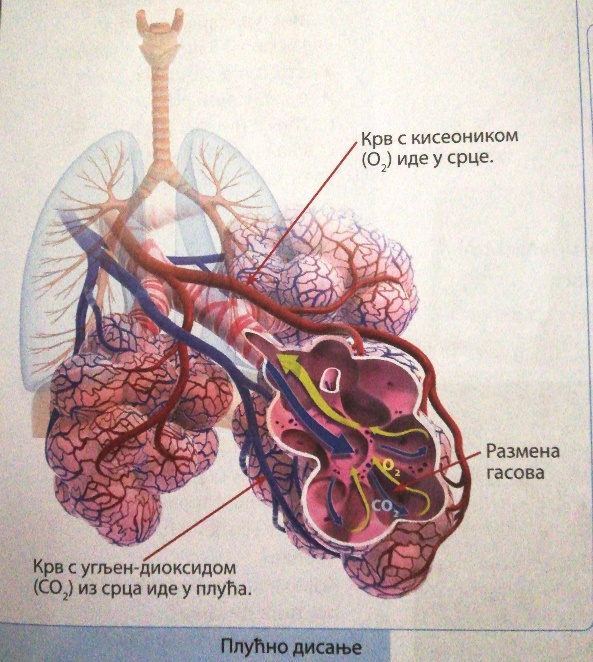 Крв с кисеоником
(O₂) иде у срце.
Размена
гасова
O₂
CO₂
Крв с угљен-диоксидом
(CO₂) из срца иде у плућа.
Плућно дисање